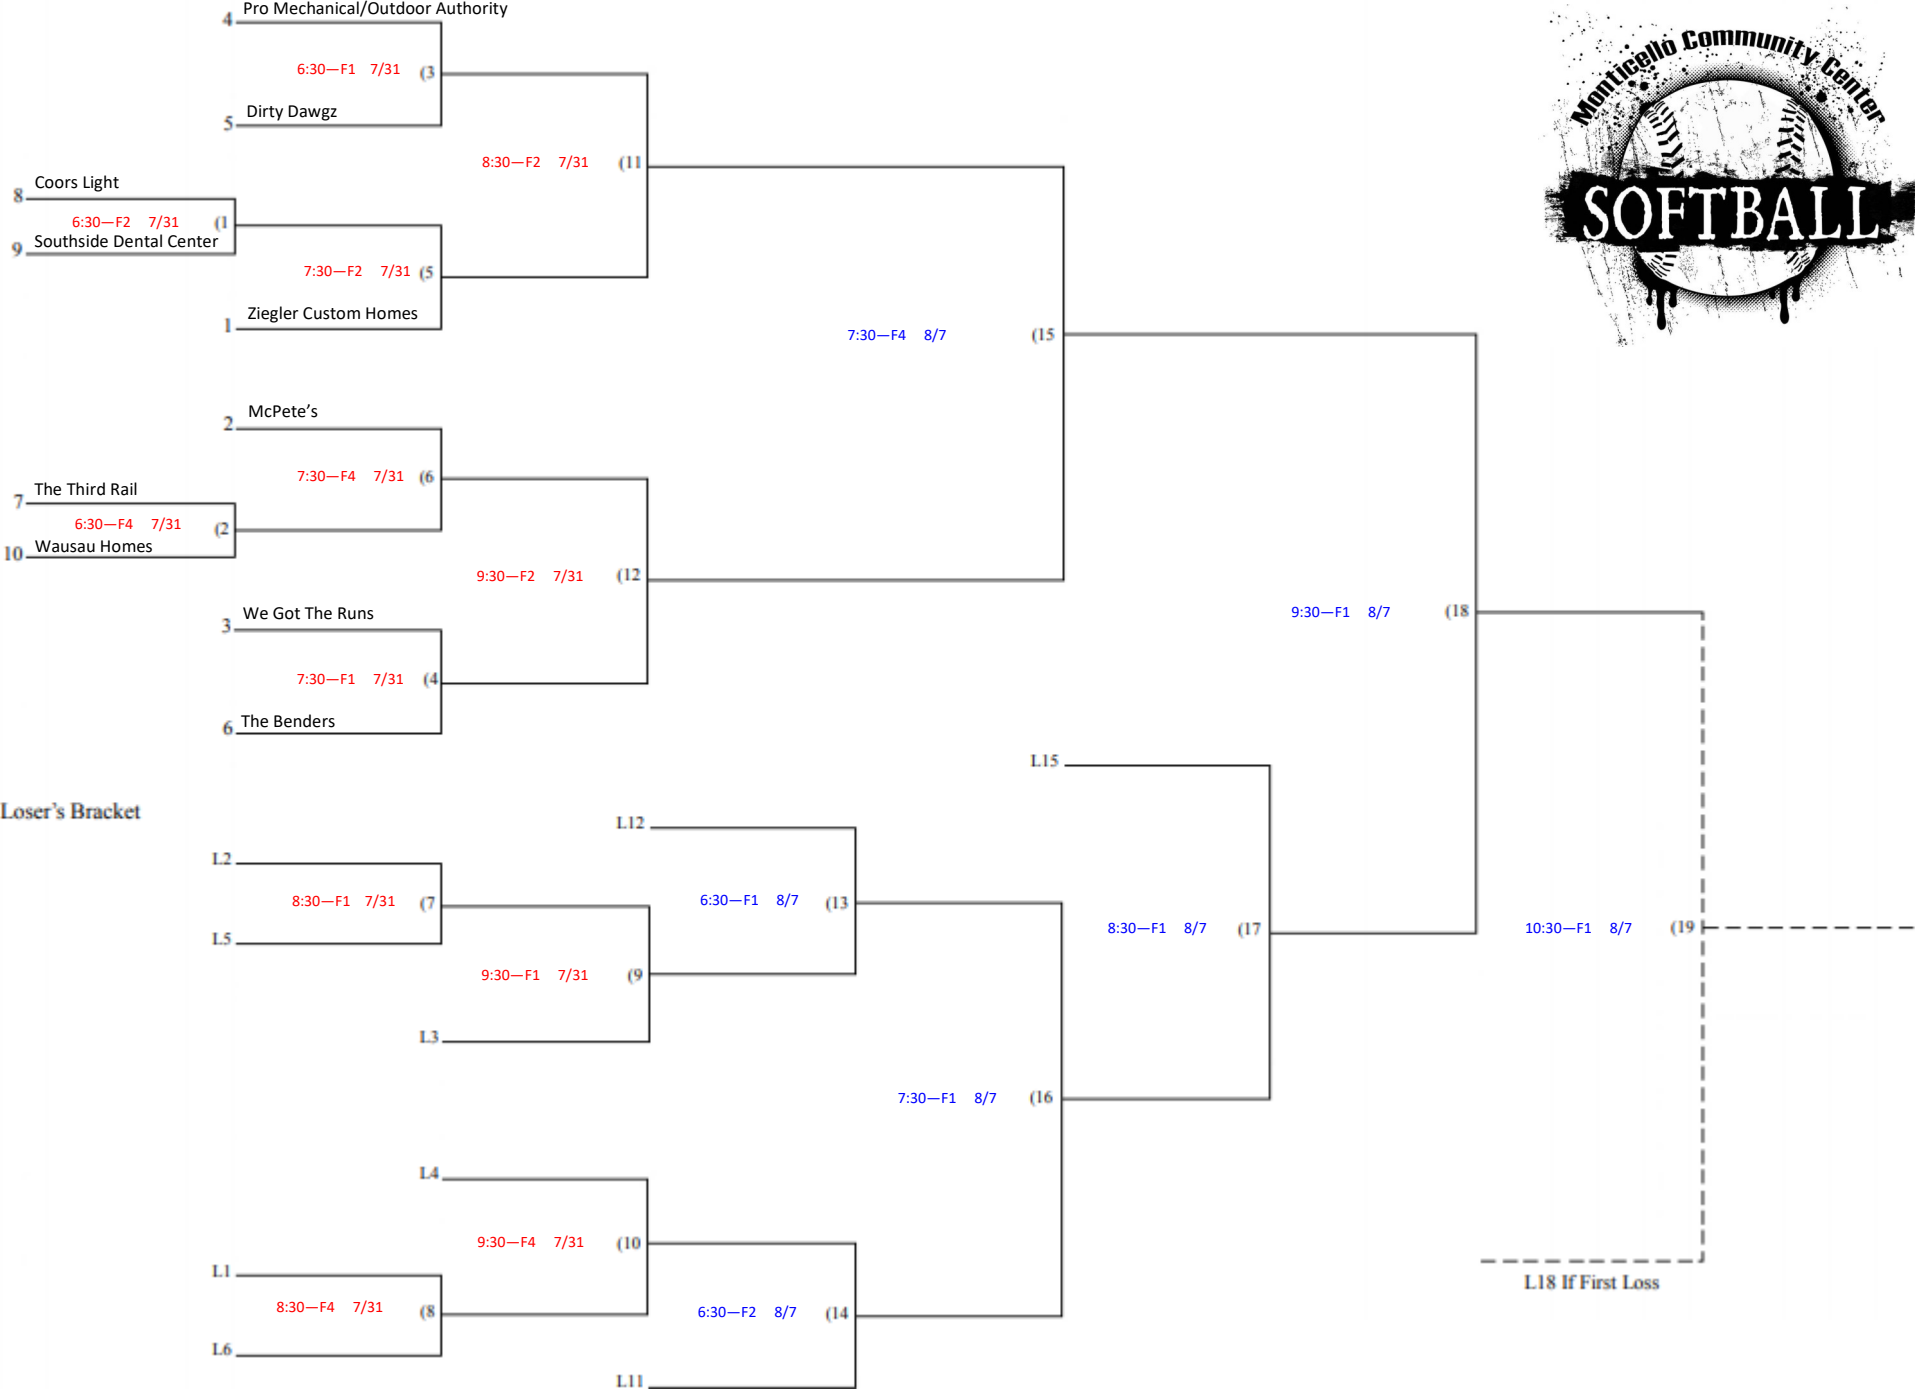 Pro Mechanical/Outdoor Authority
4
6:30—F1 7/31 (3
Dirty Dawgz
5
Monticello Community Center
SOFTBALL
8:30—F2 7/31 (11
Coors Light
8
6:30—F2 7/31 (1
Southside Dental Center
9
7:30—F2 7/31 (5
Ziegler Custom Homes
1
7:30—F4 8/7 (15
McPete’s
2
7:30—F4 7/31 (6
The Third Rail
7
6:30—F4 7/31 (2
Wausau Homes
10
9:30—F2 7/31 (12
We Got The Runs
3
9:30—F1 8/7 (18
7:30—F1 7/31 (4
The Benders
6
L15
Loser’s Bracket
L12
L2
8:30—F1 7/31 (7
6:30—F1 8/7 (13
8:30—F1 8/7 (17
10:30—F1 8/7 (19
L5
9:30—F1 7/31 (9
L3
7:30—F1 8/7 (16
L4
9:30—F4 7/31 (10
L1
L18 If First Loss
8:30—F4 7/31 (8
6:30—F2 8/7 (14
L6
L11